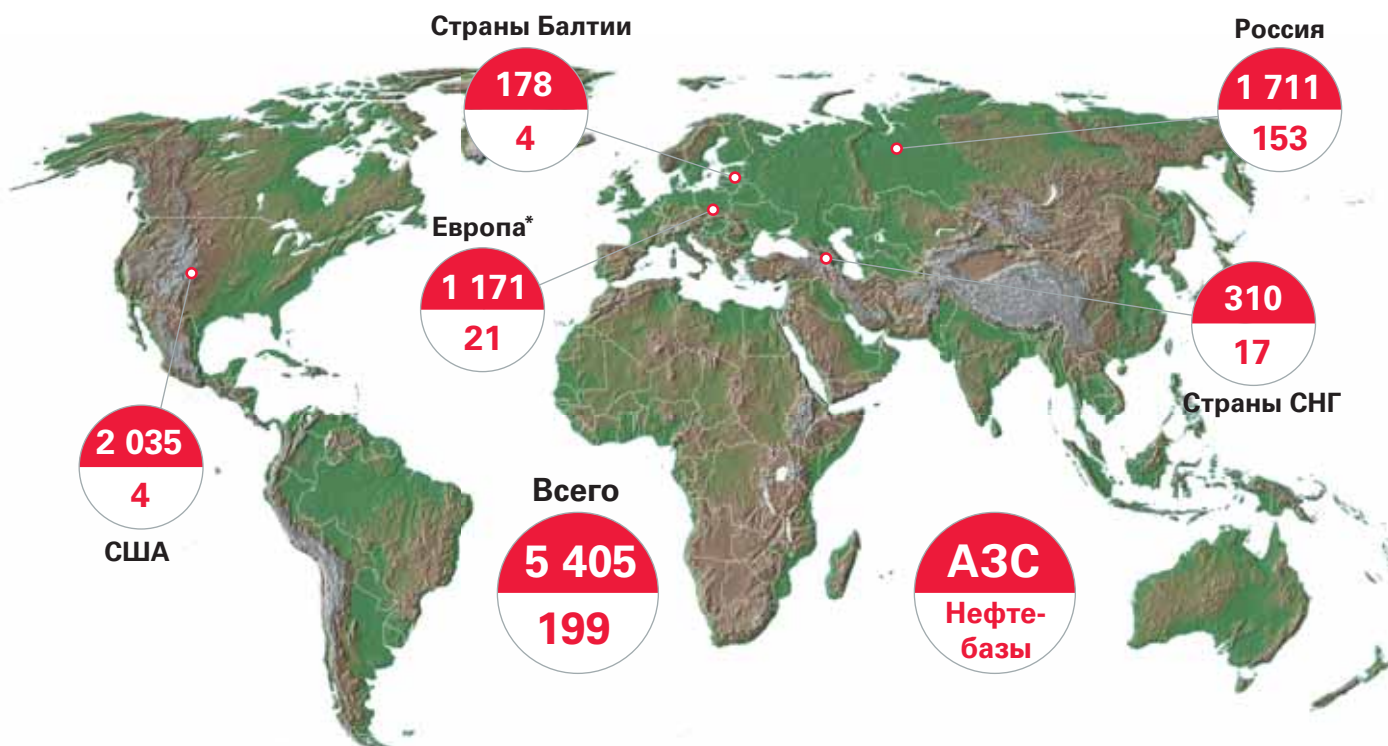 Страны Балтии
178
4
Россия
1 711
153
Европа*
1 171
21
310
17
Страны СНГ
2 035
4
США
Всего
5 405
199
АЗС
Нефте-
базы